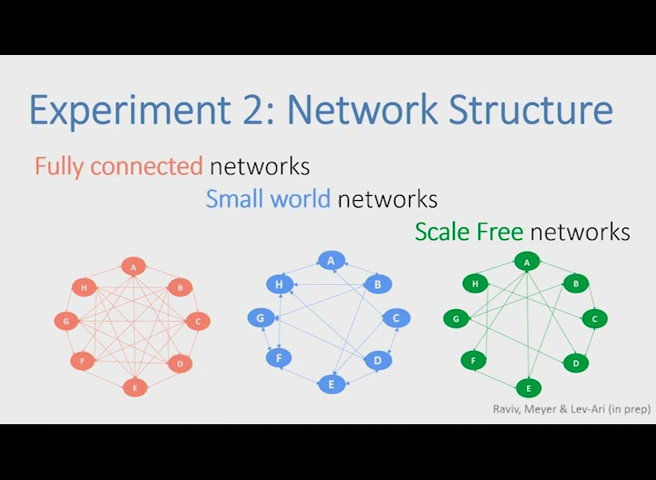 Experiment 2: Network Structure
Fully connected networks
Small world networks
Scale Free networks
A
B
C
D
E
F
G
H
A
B
C
D
E
F
G
H
A
B
C
D
E
F
G
H
Raviv, Meyer & Lev-Ari (in prep)